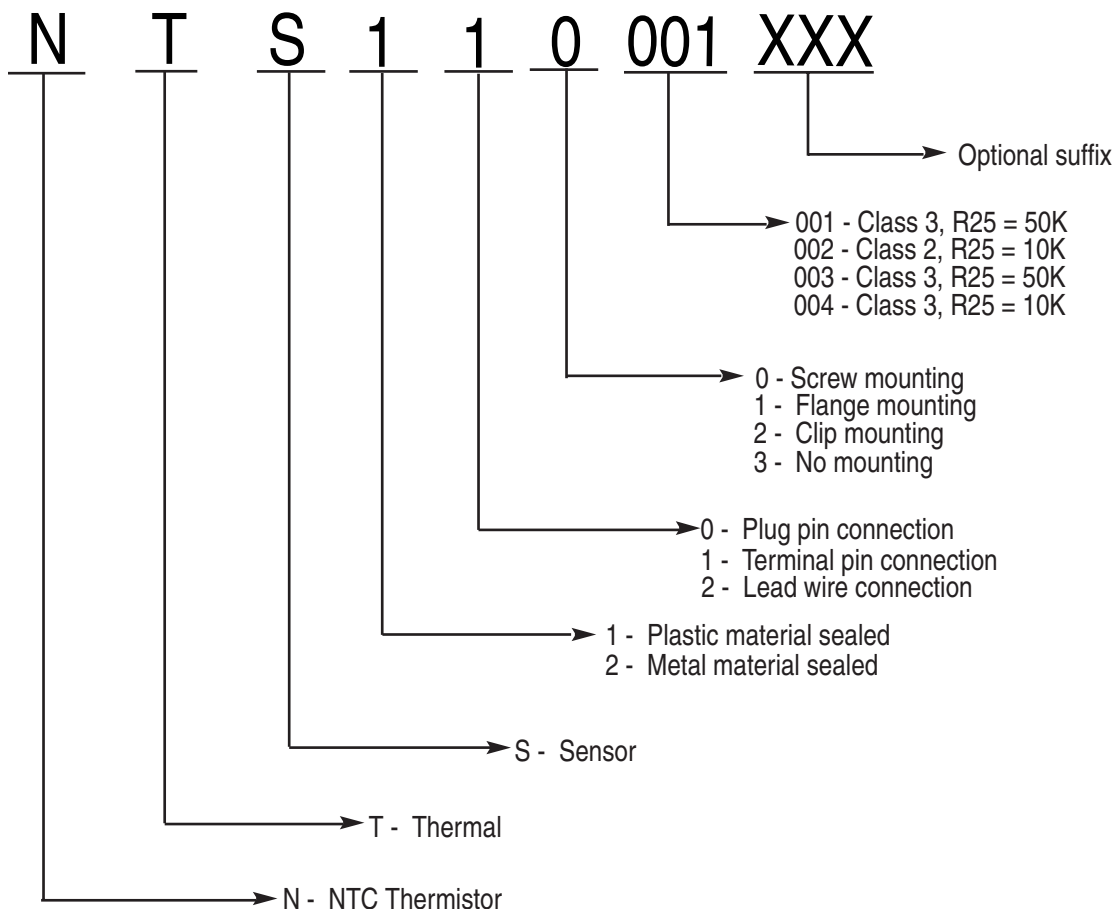 N T S 1 1 0 001 XXX
Optional suffix
001 - Class 3, R25 = 50K
002 - Class 2, R25 = 10K
003 - Class 3, R25 = 50K
004 - Class 3, R25 = 10K
0 - Screw mounting
1 - Flange mounting
2 - Clip mounting
3 - No mounting
0 - Plug pin connection
1 - Terminal pin connection
2 - Lead wire connection
1 - Plastic material sealed
2 - Metal material sealed
S - Sensor
T - Thermal
N - NTC Thermistor